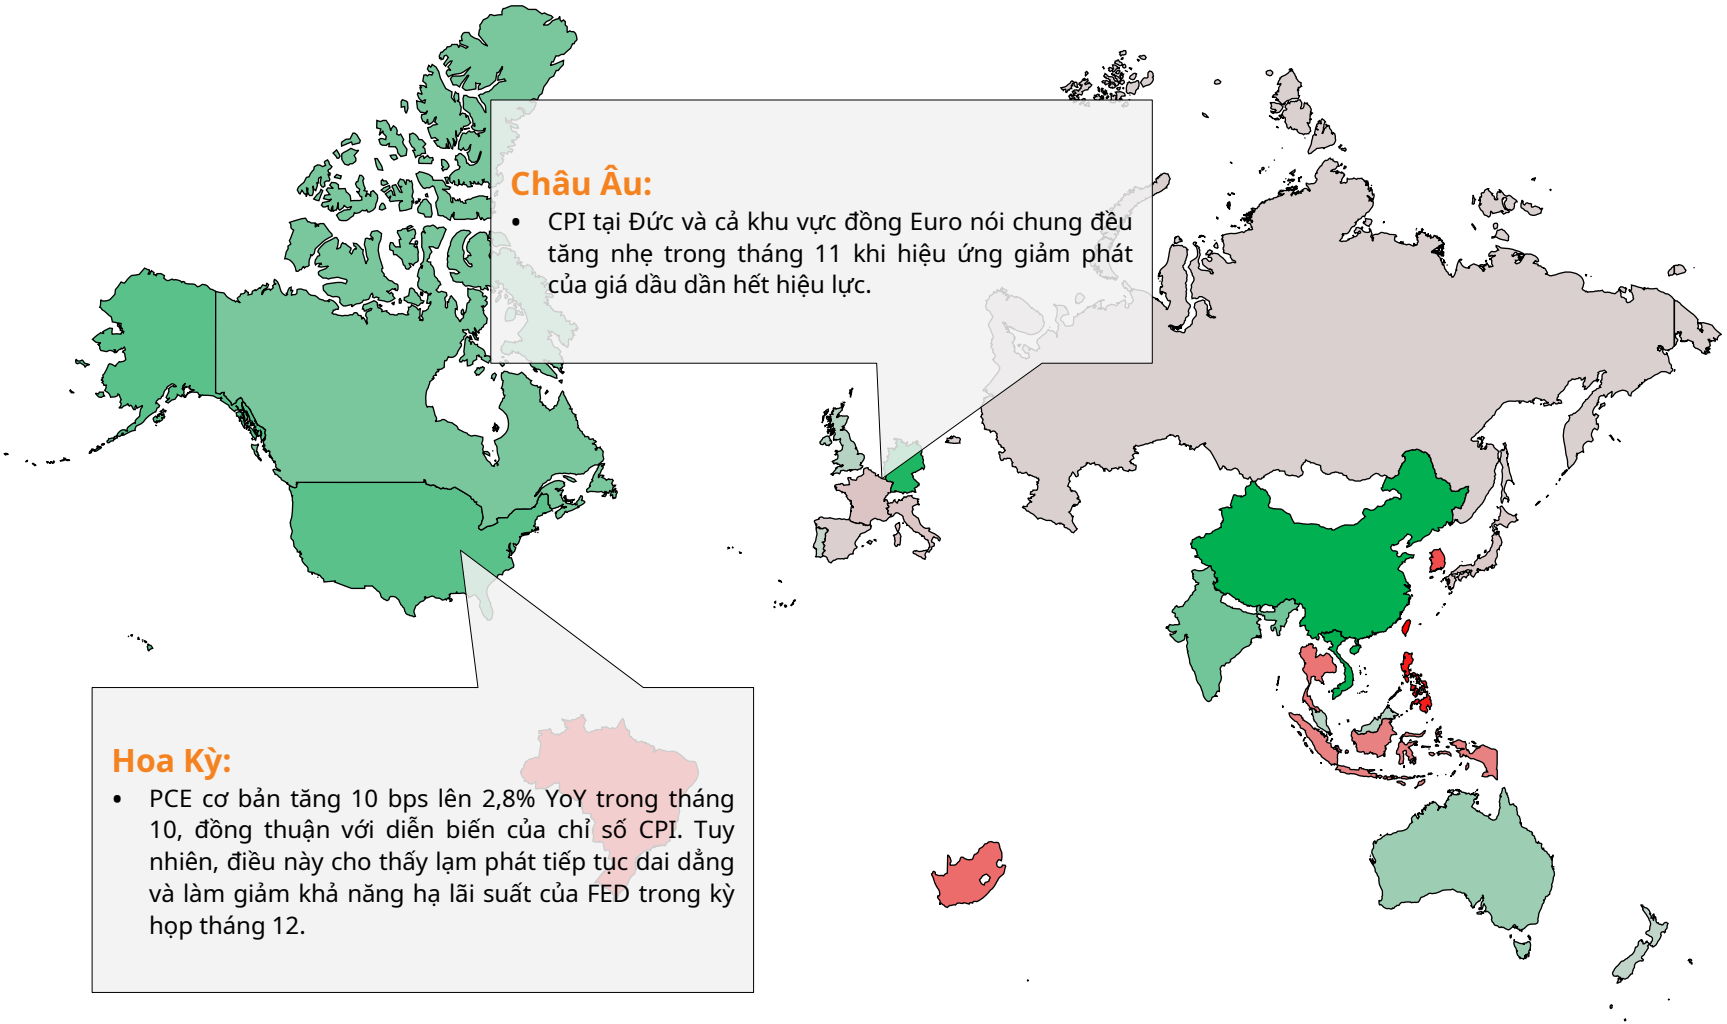 Châu Âu:
• CPI tại Đức và cả khu vực đồng Euro nói chung đều
tăng nhẹ trong tháng 11 khi hiệu ứng giảm phát
của giá dầu dần hết hiệu lực.
Hoa Kỳ:
• PCE cơ bản tăng 10 bps lên 2,8% YoY trong tháng
10, đồng thuận với diễn biến của chỉ số CPI. Tuy
nhiên, điều này cho thấy lạm phát tiếp tục dai dẳng
và làm giảm khả năng hạ lãi suất của FED trong kỳ
họp tháng 12.